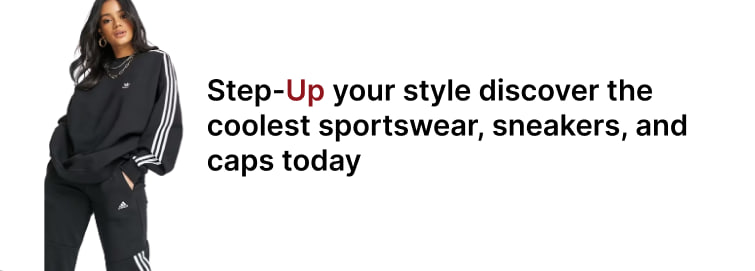 Step-Up your style discover the
coolest sportswear, sneakers, and
caps today